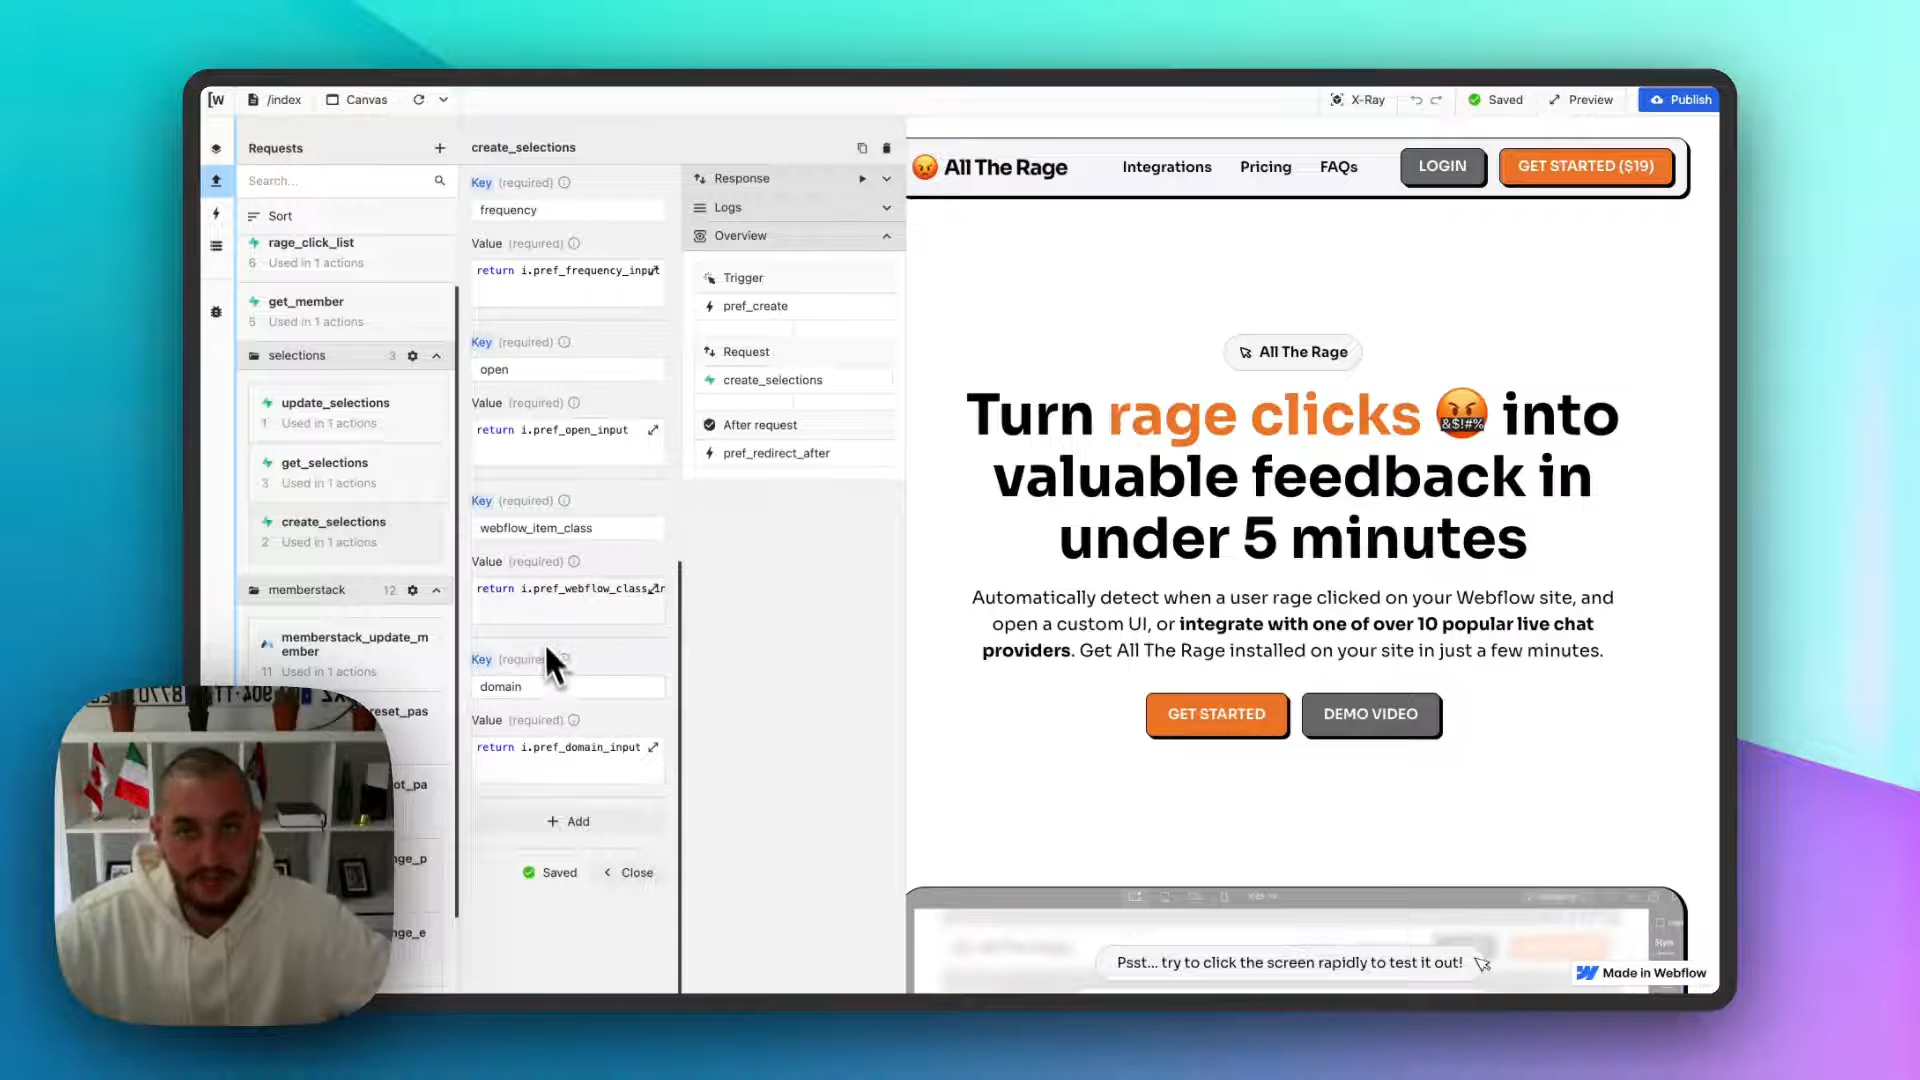 /index
Canvas
X-Ray
Saved
Preview
Publish
Requests
Search...
Sort
rage_click_list
6 Used in 1 actions
get_member
5 Used in 1 actions
selections 3
update_selections
1 Used in 1 actions
get_selections
3 Used in 1 actions
create_selections
2 Used in 1 actions
memberstack 12
memberstack_update_m
ember
11 Used in 1 actions
reset_pas
ot_pa
nge_p
nge_e
create_selections
Key (required)
frequency
Value (required)
return i.pref_frequency_input
Key (required)
open
Value (required)
return i.pref_open_input
Key (required)
webflow_item_class
Value (required)
return i.pref_webflow_class_in
Key (require
domain
Value (required)
return i.pref_domain_input
+ Add
Saved
Close
Response
Logs
Overview
Trigger
pref_create
Request
create_selections
After request
pref_redirect_after
All The Rage
Integrations
Pricing
FAQs
LOGIN
GET STARTED ($19)
All The Rage
Turn rage clicks &$!#% into
valuable feedback in
under 5 minutes
Automatically detect when a user rage clicked on your Webflow site, and
open a custom UI, or integrate with one of over 10 popular live chat
providers. Get All The Rage installed on your site in just a few minutes.
GET STARTED
DEMO VIDEO
Psst... try to click the screen rapidly to test it out!
Made in Webflow